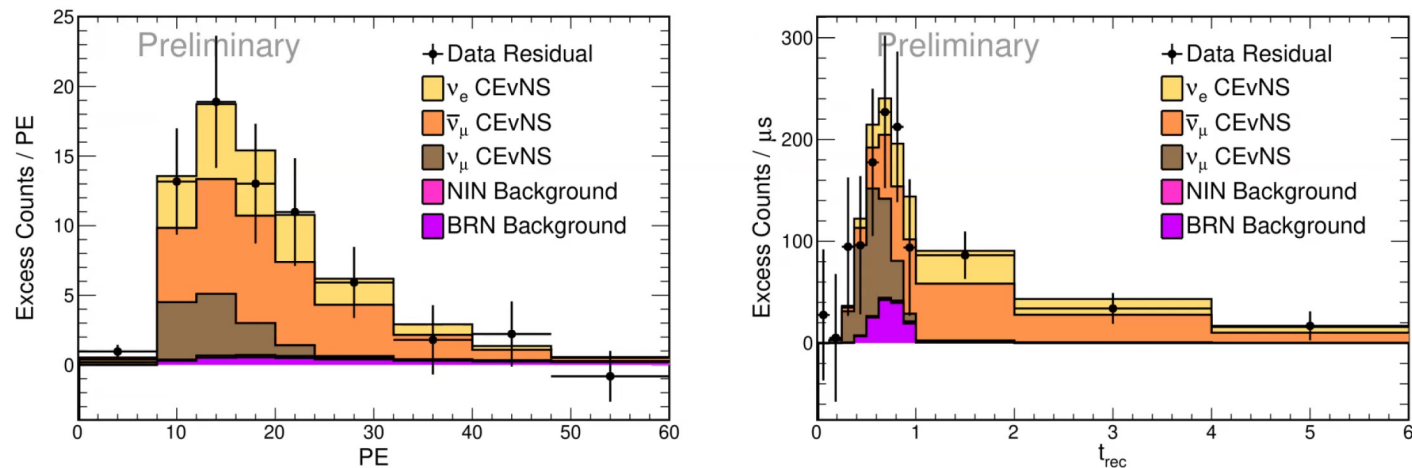 Preliminary
Data Residual
νe CEvNS
ν̅μ CEvNS
νμ CEvNS
NIN Background
BRN Background
Excess Counts / PE
25
20
15
10
5
0
0 10 20 30 40 50 60
PE
Preliminary
Data Residual
νe CEvNS
ν̅μ CEvNS
νμ CEvNS
NIN Background
BRN Background
Excess Counts / μs
300
200
100
0
0 1 2 3 4 5 6
trec